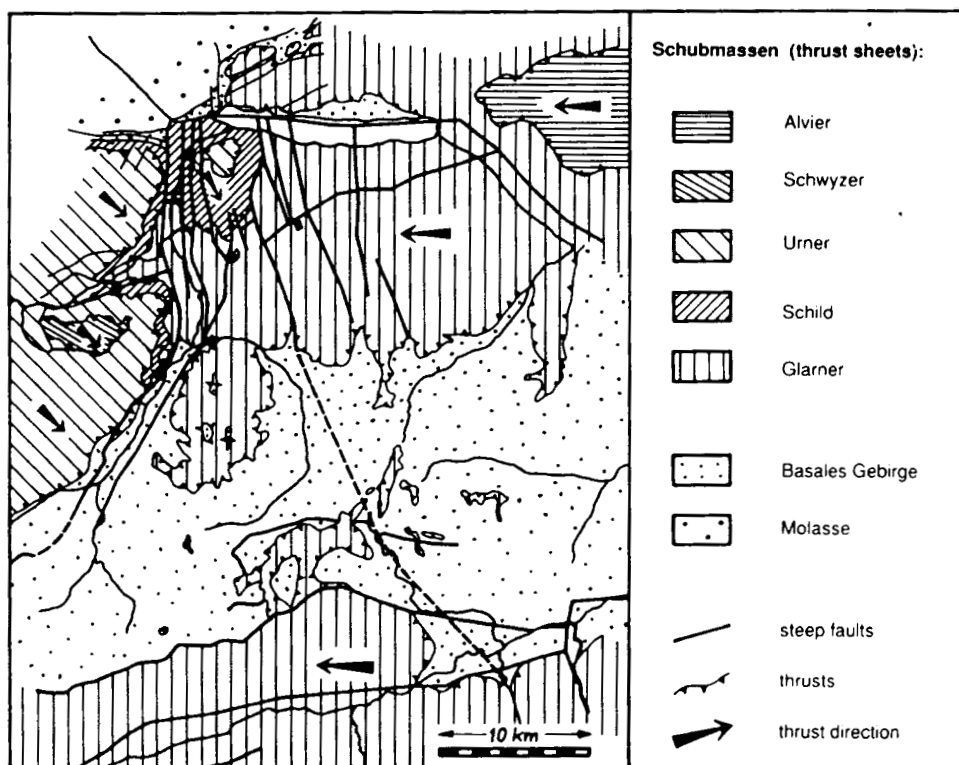 Schubmassen (thrust sheets):
Alvier
Schwyzer
Urner
Schild
Glarner
Basales Gebirge
Molasse
steep faults
thrusts
thrust direction
10 km